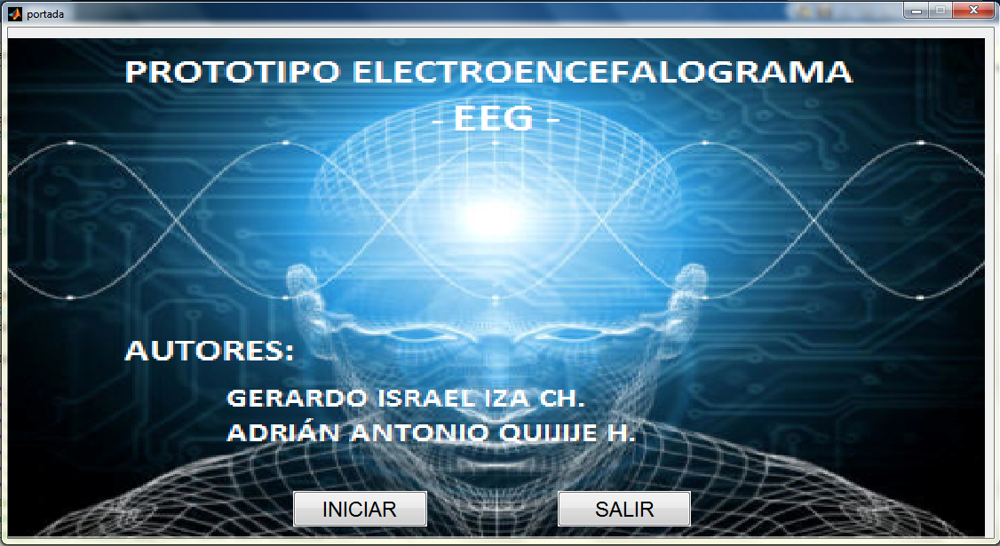 portada
PROTOTIPO ELECTROENCEFALOGRAMA
- EEG -
AUTORES:
GERARDO ISRAEL IZA CH.
ADRIÁN ANTONIO QUIJIJE H.
INICIAR
SALIR